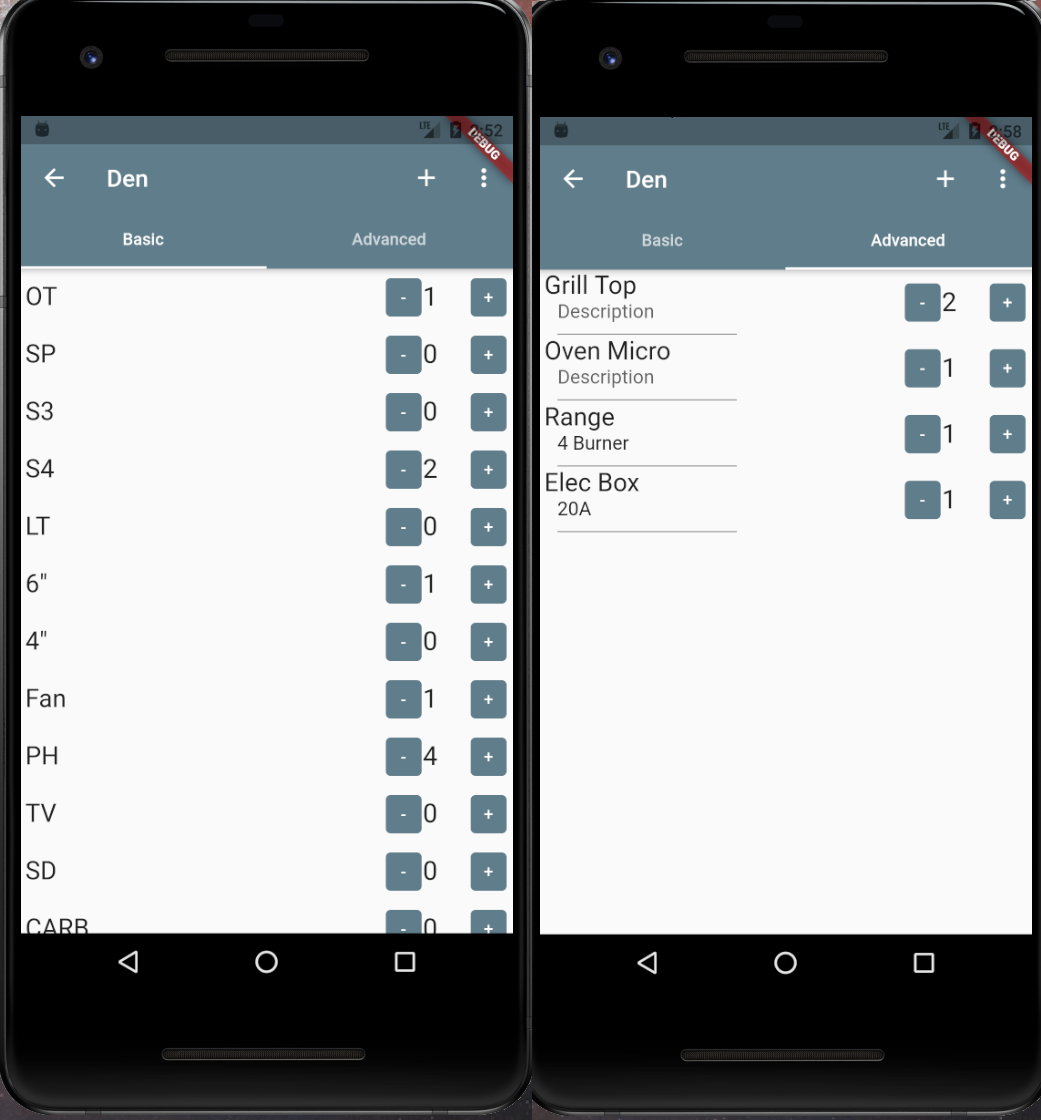 LTE
:52
DEBUG
Den
+
Basic
Advanced
OT - 1 +
SP - 0 +
S3 - 0 +
S4 - 2 +
LT - 0 +
6" - 1 +
4" - 0 +
Fan - 1 +
PH - 4 +
TV - 0 +
SD - 0 +
CARB - 0 +
LTE
:58
DEBUG
Den
+
Basic
Advanced
Grill Top
Description
- 2 +
Oven Micro
Description
- 1 +
Range
4 Burner
- 1 +
Elec Box
20A
- 1 +